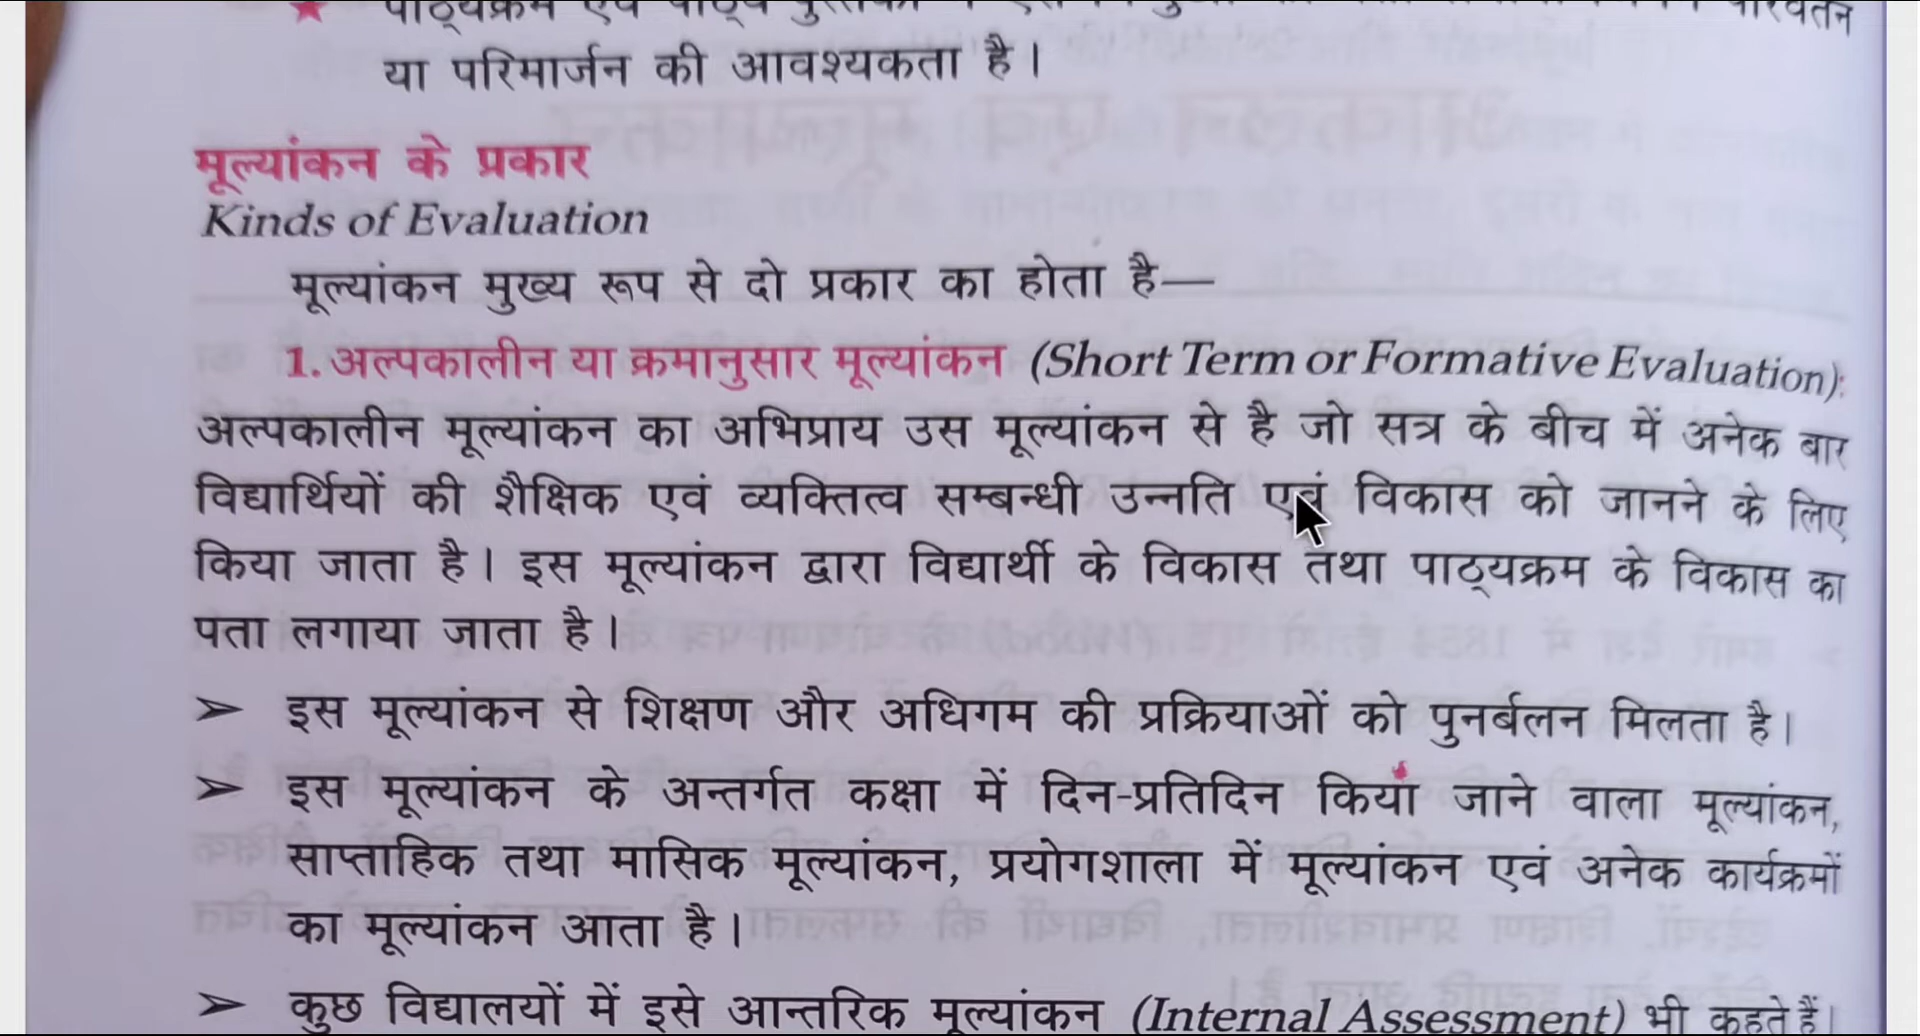 पाठ्यक्रम एवं पाठ्य परिवर्तन
या परिमार्जन की आवश्यकता है।
मूल्यांकन के प्रकार
Kinds of Evaluation
मूल्यांकन मुख्य रूप से दो प्रकार का होता है—
1. अल्पकालीन या क्रमानुसार मूल्यांकन (Short Term or Formative Evaluation):
अल्पकालीन मूल्यांकन का अभिप्राय उस मूल्यांकन से है जो सत्र के बीच में अनेक बार
विद्यार्थियों की शैक्षिक एवं व्यक्तित्व सम्बन्धी उन्नति एवं विकास को जानने के लिए
किया जाता है। इस मूल्यांकन द्वारा विद्यार्थी के विकास तथा पाठ्यक्रम के विकास का
पता लगाया जाता है।
➢ इस मूल्यांकन से शिक्षण और अधिगम की प्रक्रियाओं को पुनर्बलन मिलता है।
➢ इस मूल्यांकन के अन्तर्गत कक्षा में दिन-प्रतिदिन किया जाने वाला मूल्यांकन,
साप्ताहिक तथा मासिक मूल्यांकन, प्रयोगशाला में मूल्यांकन एवं अनेक कार्यक्रमों
का मूल्यांकन आता है।
➢ कुछ विद्यालयों में इसे आन्तरिक मूल्यांकन (Internal Assessment) भी कहते हैं।